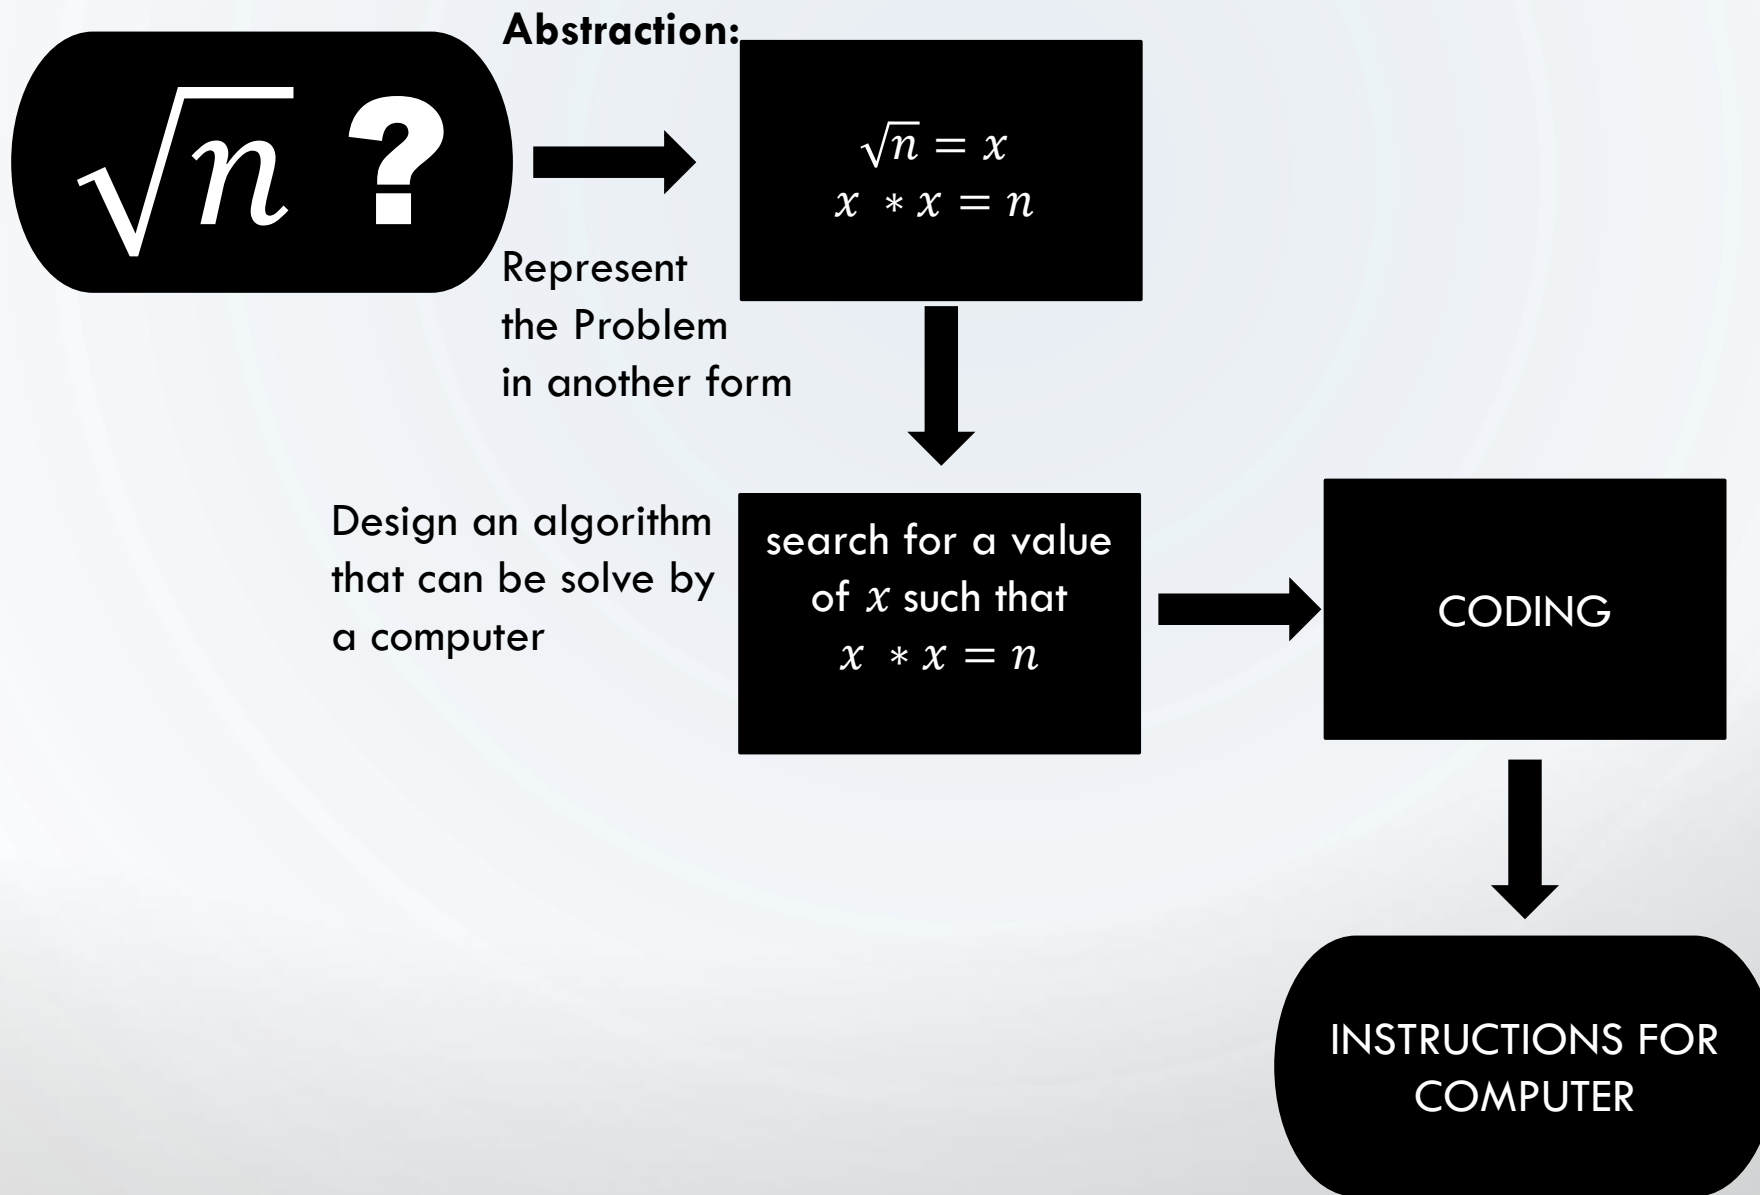 Abstraction:
√n ?
√n = x
x * x = n
Represent
the Problem
in another form
Design an algorithm
that can be solve by
a computer
search for a value
of x such that
x * x = n
CODING
INSTRUCTIONS FOR
COMPUTER